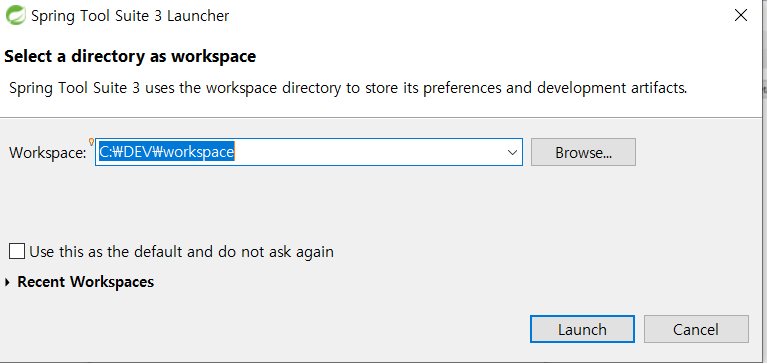 Spring Tool Suite 3 Launcher
Select a directory as workspace
Spring Tool Suite 3 uses the workspace directory to store its preferences and development artifacts.
Workspace: C:₩DEV₩workspace Browse...
Use this as the default and do not ask again
Recent Workspaces
Launch Cancel